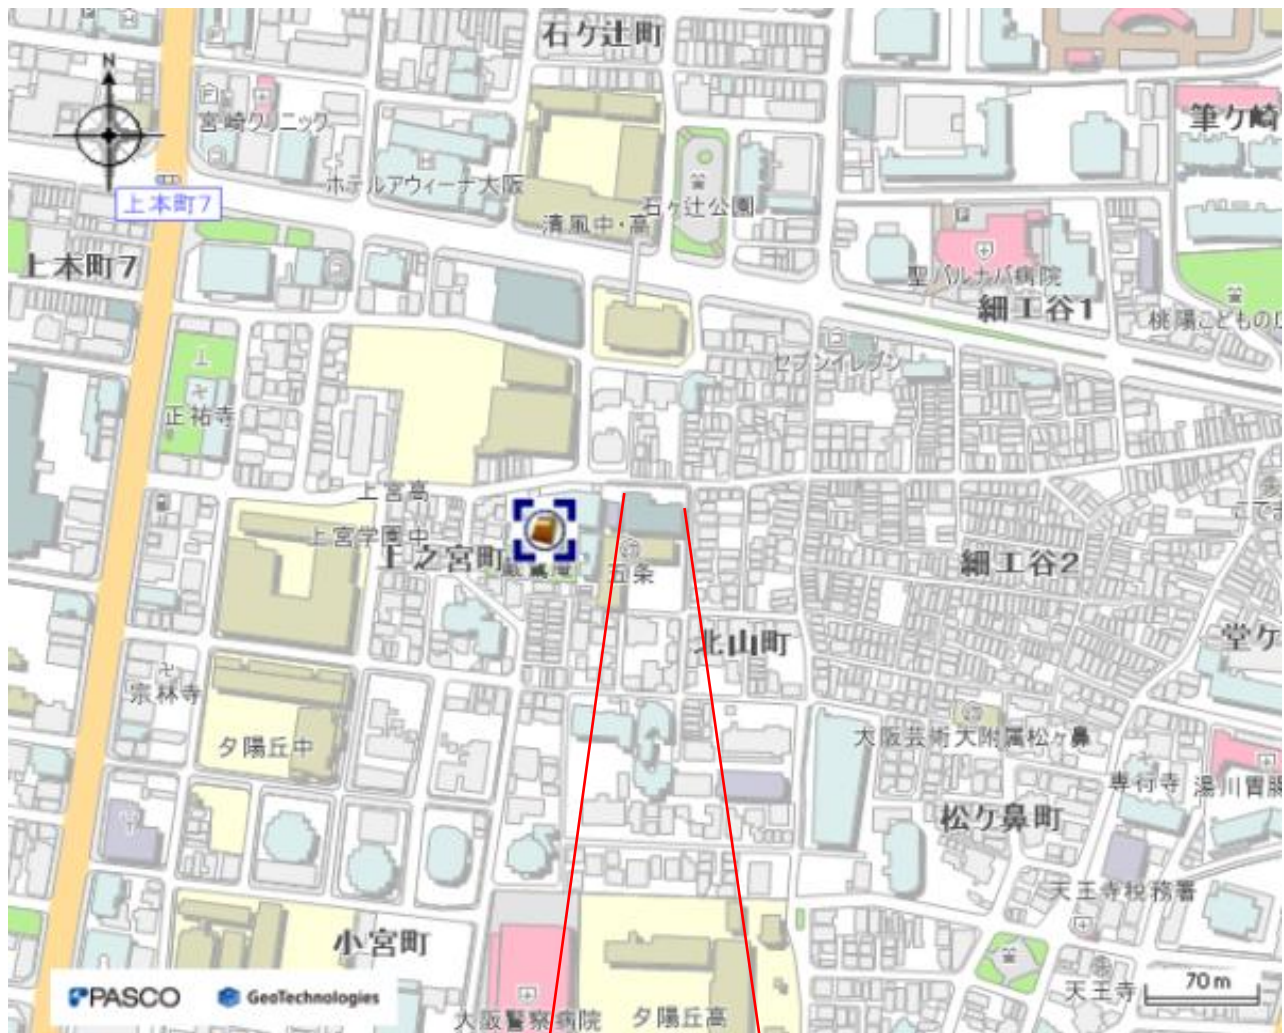 石ケ辻町
N
宮崎クリニック
筆ケ崎
ホテルアウィーナ大阪
上本町7
石ヶ辻公園
清風中・高
上本町7
聖バルナバ病院
細工谷1
桃陽こどもの
セブンイレブン
正祐寺
上宮高
上宮学園中
上之宮町
五条
細工谷2
北山町
堂ケ
宗林寺
夕陽丘中
大阪芸術大附属松ヶ鼻
専行寺
湯川胃腸
松ケ鼻町
天王寺税務署
小宮町
天王寺
70m
PASCO
GeoTechnologies
大阪警察病院
夕陽丘高